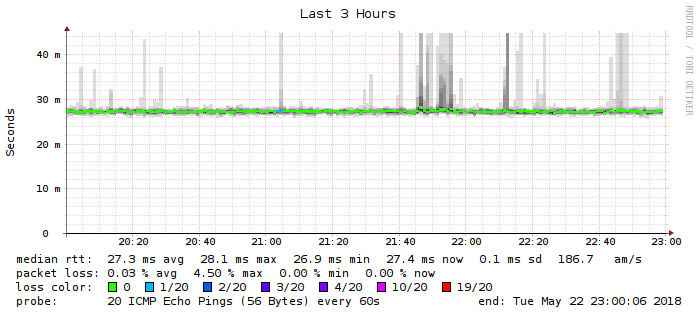 Last 3 Hours
RRDTOOL / TOBI OETIKER
Seconds
40 m
30 m
20 m
10 m
0
20:20 20:40 21:00 21:20 21:40 22:00 22:20 22:40 23:00
median rtt: 27.3 ms avg 28.1 ms max 26.9 ms min 27.4 ms now 0.1 ms sd 186.7 am/s
packet loss: 0.03 % avg 4.50 % max 0.00 % min 0.00 % now
loss color: 0 1/20 2/20 3/20 4/20 10/20 19/20
probe: 20 ICMP Echo Pings (56 Bytes) every 60s end: Tue May 22 23:00:06 2018